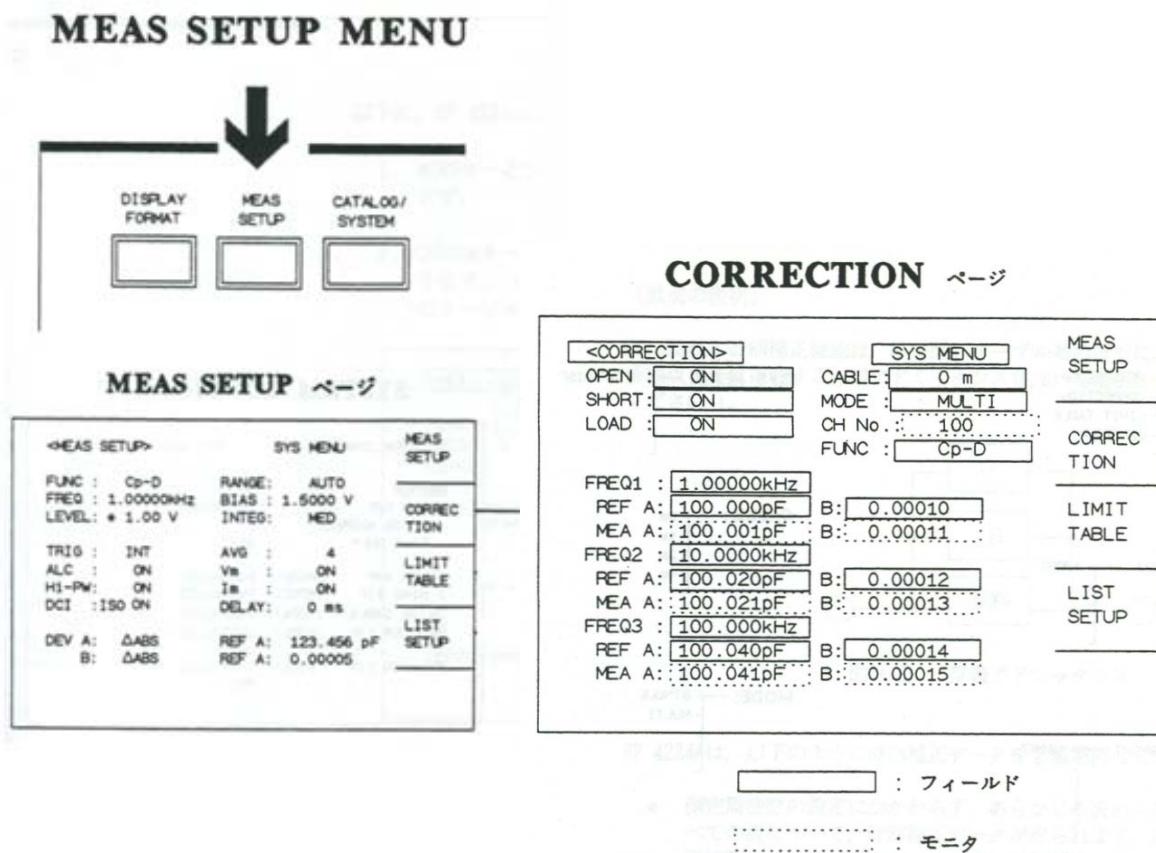 MEAS SETUP MENU
DISPLAY FORMAT
MEAS SETUP
CATALOG/ SYSTEM
MEAS SETUP ページ
<MEAS SETUP> SYS MENU
FUNC : Cp-D RANGE: AUTO
FREQ : 1.00000kHz BIAS : 1.5000 V
LEVEL: * 1.00 V INTEG: MED
TRIG : INT AVG : 4
ALC : ON Vm : ON
Hi-PW: ON Im : ON
DCI :ISO ON DELAY: 0 ms
DEV A: ΔABS REF A: 123.456 pF
B: ΔABS REF A: 0.00005
MEAS SETUP
CORREC TION
LIMIT TABLE
LIST SETUP
CORRECTION ページ
<CORRECTION> SYS MENU
OPEN : ON CABLE: 0 m
SHORT: ON MODE : MULTI
LOAD : ON CH No.: 100
FUNC : Cp-D
FREQ1 : 1.00000kHz
REF A: 100.000pF B: 0.00010
MEA A: 100.001pF B: 0.00011
FREQ2 : 10.0000kHz
REF A: 100.020pF B: 0.00012
MEA A: 100.021pF B: 0.00013
FREQ3 : 100.000kHz
REF A: 100.040pF B: 0.00014
MEA A: 100.041pF B: 0.00015
MEAS SETUP
CORREC TION
LIMIT TABLE
LIST SETUP
: フィールド
: モニタ